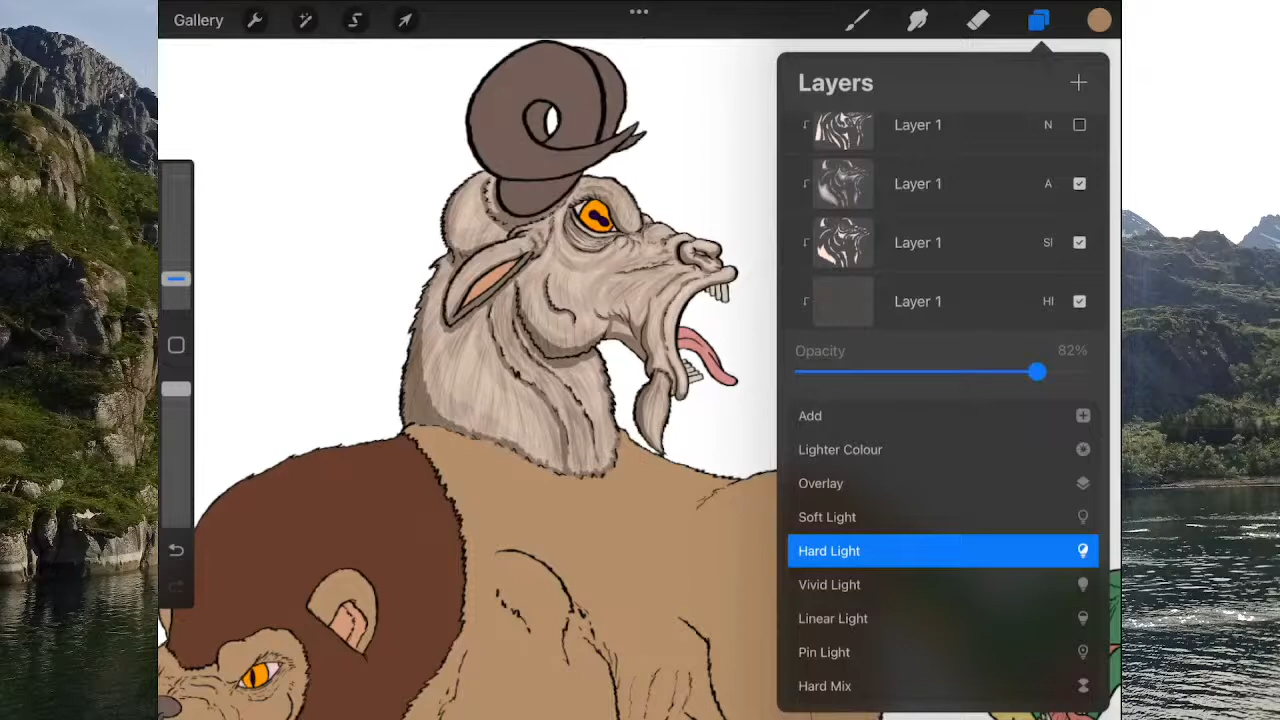 Gallery
Layers
Layer 1 N
Layer 1 A
Layer 1 Sl
Layer 1 Hl
Opacity 82%
Add
Lighter Colour
Overlay
Soft Light
Hard Light
Vivid Light
Linear Light
Pin Light
Hard Mix